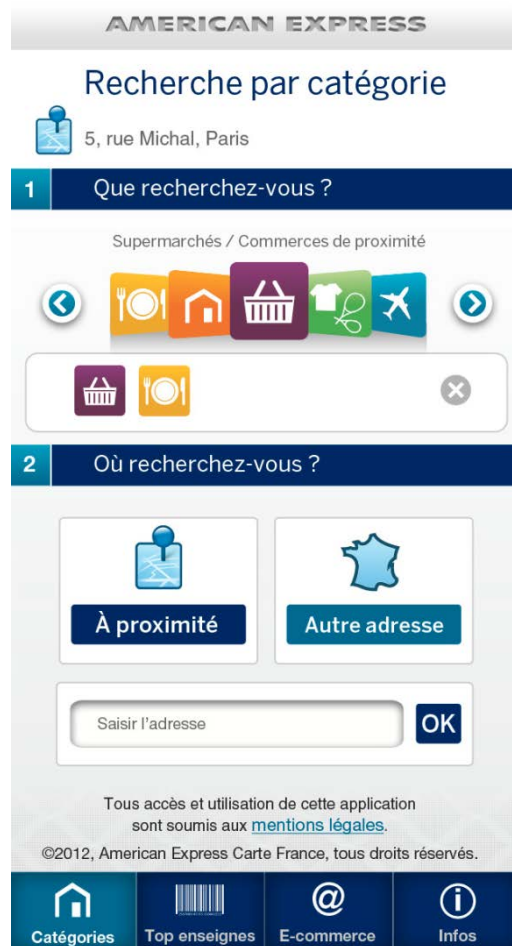 AMERICAN EXPRESS
Recherche par catégorie
5, rue Michal, Paris
1 Que recherchez-vous ?
Supermarchés / Commerces de proximité
2 Où recherchez-vous ?
À proximité
Autre adresse
Saisir l'adresse
OK
Tous accès et utilisation de cette application
sont soumis aux mentions légales.
©2012, American Express Carte France, tous droits réservés.
Catégories
Top enseignes
@
E-commerce
Infos